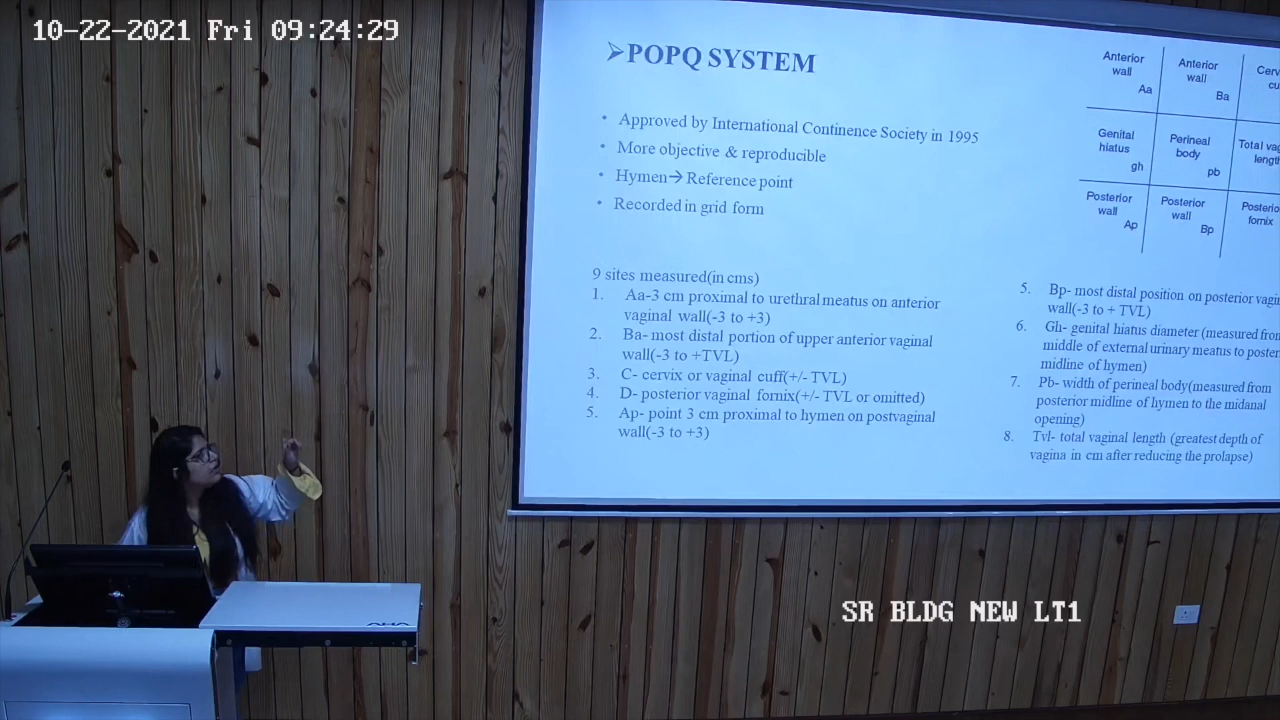 10-22-2021 Fri 09:24:29
➢POPQ SYSTEM
• Approved by International Continence Society in 1995
• More objective & reproducible
• Hymen→ Reference point
• Recorded in grid form
9 sites measured(in cms)
1. Aa-3 cm proximal to urethral meatus on anterior
vaginal wall(-3 to +3)
2. Ba- most distal portion of upper anterior vaginal
wall(-3 to +TVL)
3. C- cervix or vaginal cuff(+/- TVL)
4. D- posterior vaginal fornix(+/- TVL or omitted)
5. Ap- point 3 cm proximal to hymen on postvaginal
wall(-3 to +3)
Anterior
wall
Aa
Anterior
wall
Ba
Genital
hiatus
gh
Perineal
body
pb
Total
Posterior
wall
Ap
Posterior
wall
Bp
fornix
5. Bp- most distal position on posterior
wall(-3 to + TVL)
6. Gh- genital hiatus diameter (measured from
middle of external urinary meatus to
midline of hymen)
7. Pb- width of perineal body(measured from
posterior midline of hymen to the midanal
opening)
8. Tvl- total vaginal length (greatest depth of
vagina in cm after reducing the prolapse)
SR BLDG NEW LT1